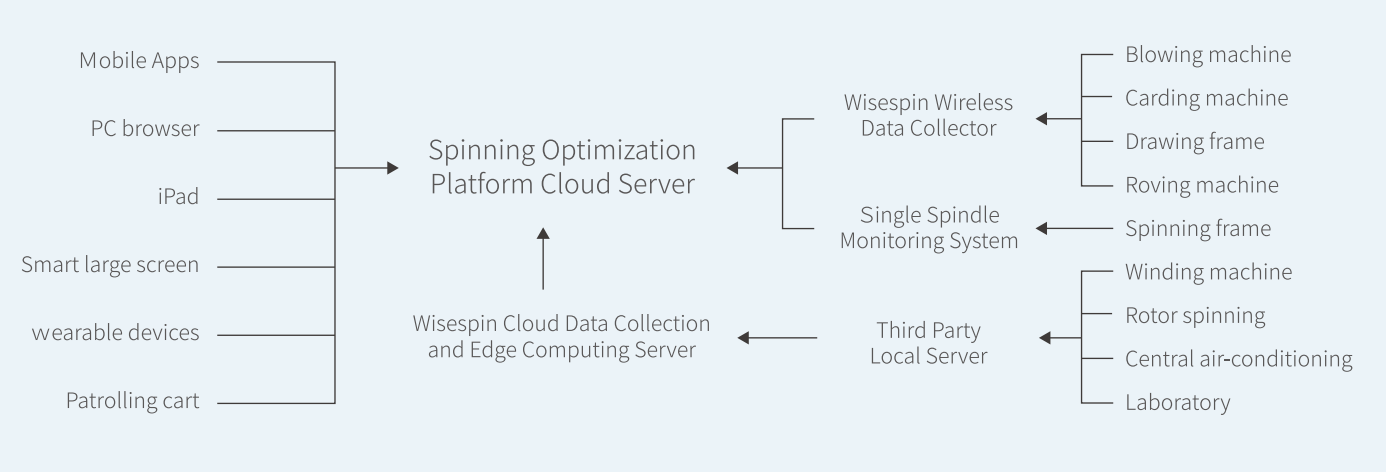 Mobile Apps
PC browser
iPad
Smart large screen
wearable devices
Patrolling cart
Spinning Optimization
Platform Cloud Server
Wisespin Cloud Data Collection
and Edge Computing Server
Wisespin Wireless
Data Collector
Single Spindle
Monitoring System
Third Party
Local Server
Blowing machine
Carding machine
Drawing frame
Roving machine
Spinning frame
Winding machine
Rotor spinning
Central air-conditioning
Laboratory